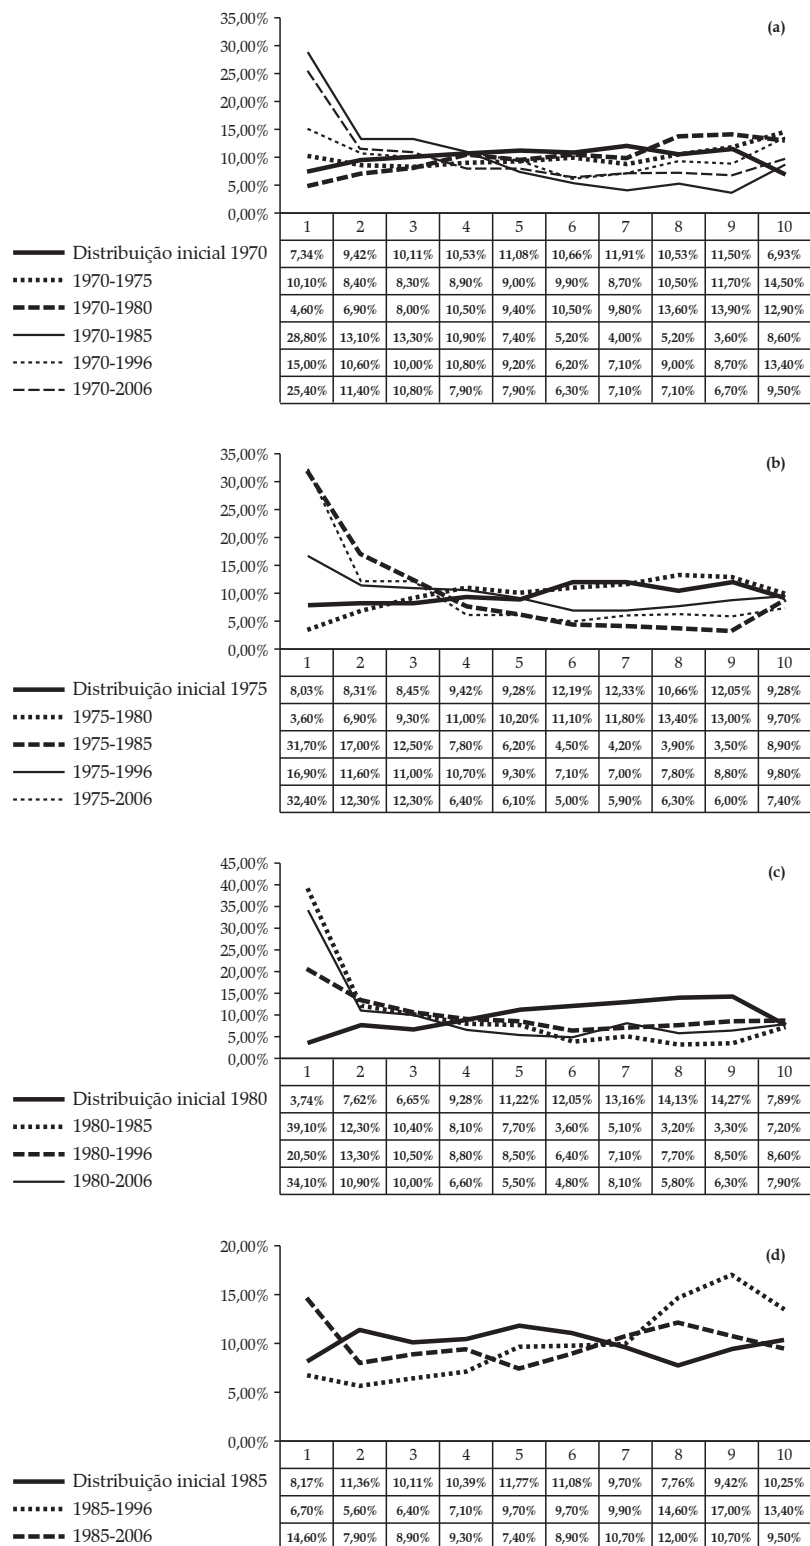 (a)
35,00%
30,00%
25,00%
20,00%
15,00%
10,00%
5,00%
0,00%
1 2 3 4 5 6 7 8 9 10
Distribuição inicial 1970 7,34% 9,42% 10,11% 10,53% 11,08% 10,66% 11,91% 10,53% 11,50% 6,93%
1970-1975 10,10% 8,40% 8,30% 8,90% 9,00% 9,90% 8,70% 10,50% 11,70% 14,50%
1970-1980 4,60% 6,90% 8,00% 10,50% 9,40% 10,50% 9,80% 13,60% 13,90% 12,90%
1970-1985 28,80% 13,10% 13,30% 10,90% 7,40% 5,20% 4,00% 5,20% 3,60% 8,60%
1970-1996 15,00% 10,60% 10,00% 10,80% 9,20% 6,20% 7,10% 9,00% 8,70% 13,40%
1970-2006 25,40% 11,40% 10,80% 7,90% 7,90% 6,30% 7,10% 7,10% 6,70% 9,50%
(b)
35,00%
30,00%
25,00%
20,00%
15,00%
10,00%
5,00%
0,00%
1 2 3 4 5 6 7 8 9 10
Distribuição inicial 1975 8,03% 8,31% 8,45% 9,42% 9,28% 12,19% 12,33% 10,66% 12,05% 9,28%
1975-1980 3,60% 6,90% 9,30% 11,00% 10,20% 11,10% 11,80% 13,40% 13,00% 9,70%
1975-1985 31,70% 17,00% 12,50% 7,80% 6,20% 4,50% 4,20% 3,90% 3,50% 8,90%
1975-1996 16,90% 11,60% 11,00% 10,70% 9,30% 7,10% 7,00% 7,80% 8,80% 9,80%
1975-2006 32,40% 12,30% 12,30% 6,40% 6,10% 5,00% 5,90% 6,30% 6,00% 7,40%
(c)
45,00%
40,00%
35,00%
30,00%
25,00%
20,00%
15,00%
10,00%
5,00%
0,00%
1 2 3 4 5 6 7 8 9 10
Distribuição inicial 1980 3,74% 7,62% 6,65% 9,28% 11,22% 12,05% 13,16% 14,13% 14,27% 7,89%
1980-1985 39,10% 12,30% 10,40% 8,10% 7,70% 3,60% 5,10% 3,20% 3,30% 7,20%
1980-1996 20,50% 13,30% 10,50% 8,80% 8,50% 6,40% 7,10% 7,70% 8,50% 8,60%
1980-2006 34,10% 10,90% 10,00% 6,60% 5,50% 4,80% 8,10% 5,80% 6,30% 7,90%
(d)
20,00%
15,00%
10,00%
5,00%
0,00%
1 2 3 4 5 6 7 8 9 10
Distribuição inicial 1985 8,17% 11,36% 10,11% 10,39% 11,77% 11,08% 9,70% 7,76% 9,42% 10,25%
1985-1996 6,70% 5,60% 6,40% 7,10% 9,70% 9,70% 9,90% 14,60% 17,00% 13,40%
1985-2006 14,60% 7,90% 8,90% 9,30% 7,40% 8,90% 10,70% 12,00% 10,70% 9,50%